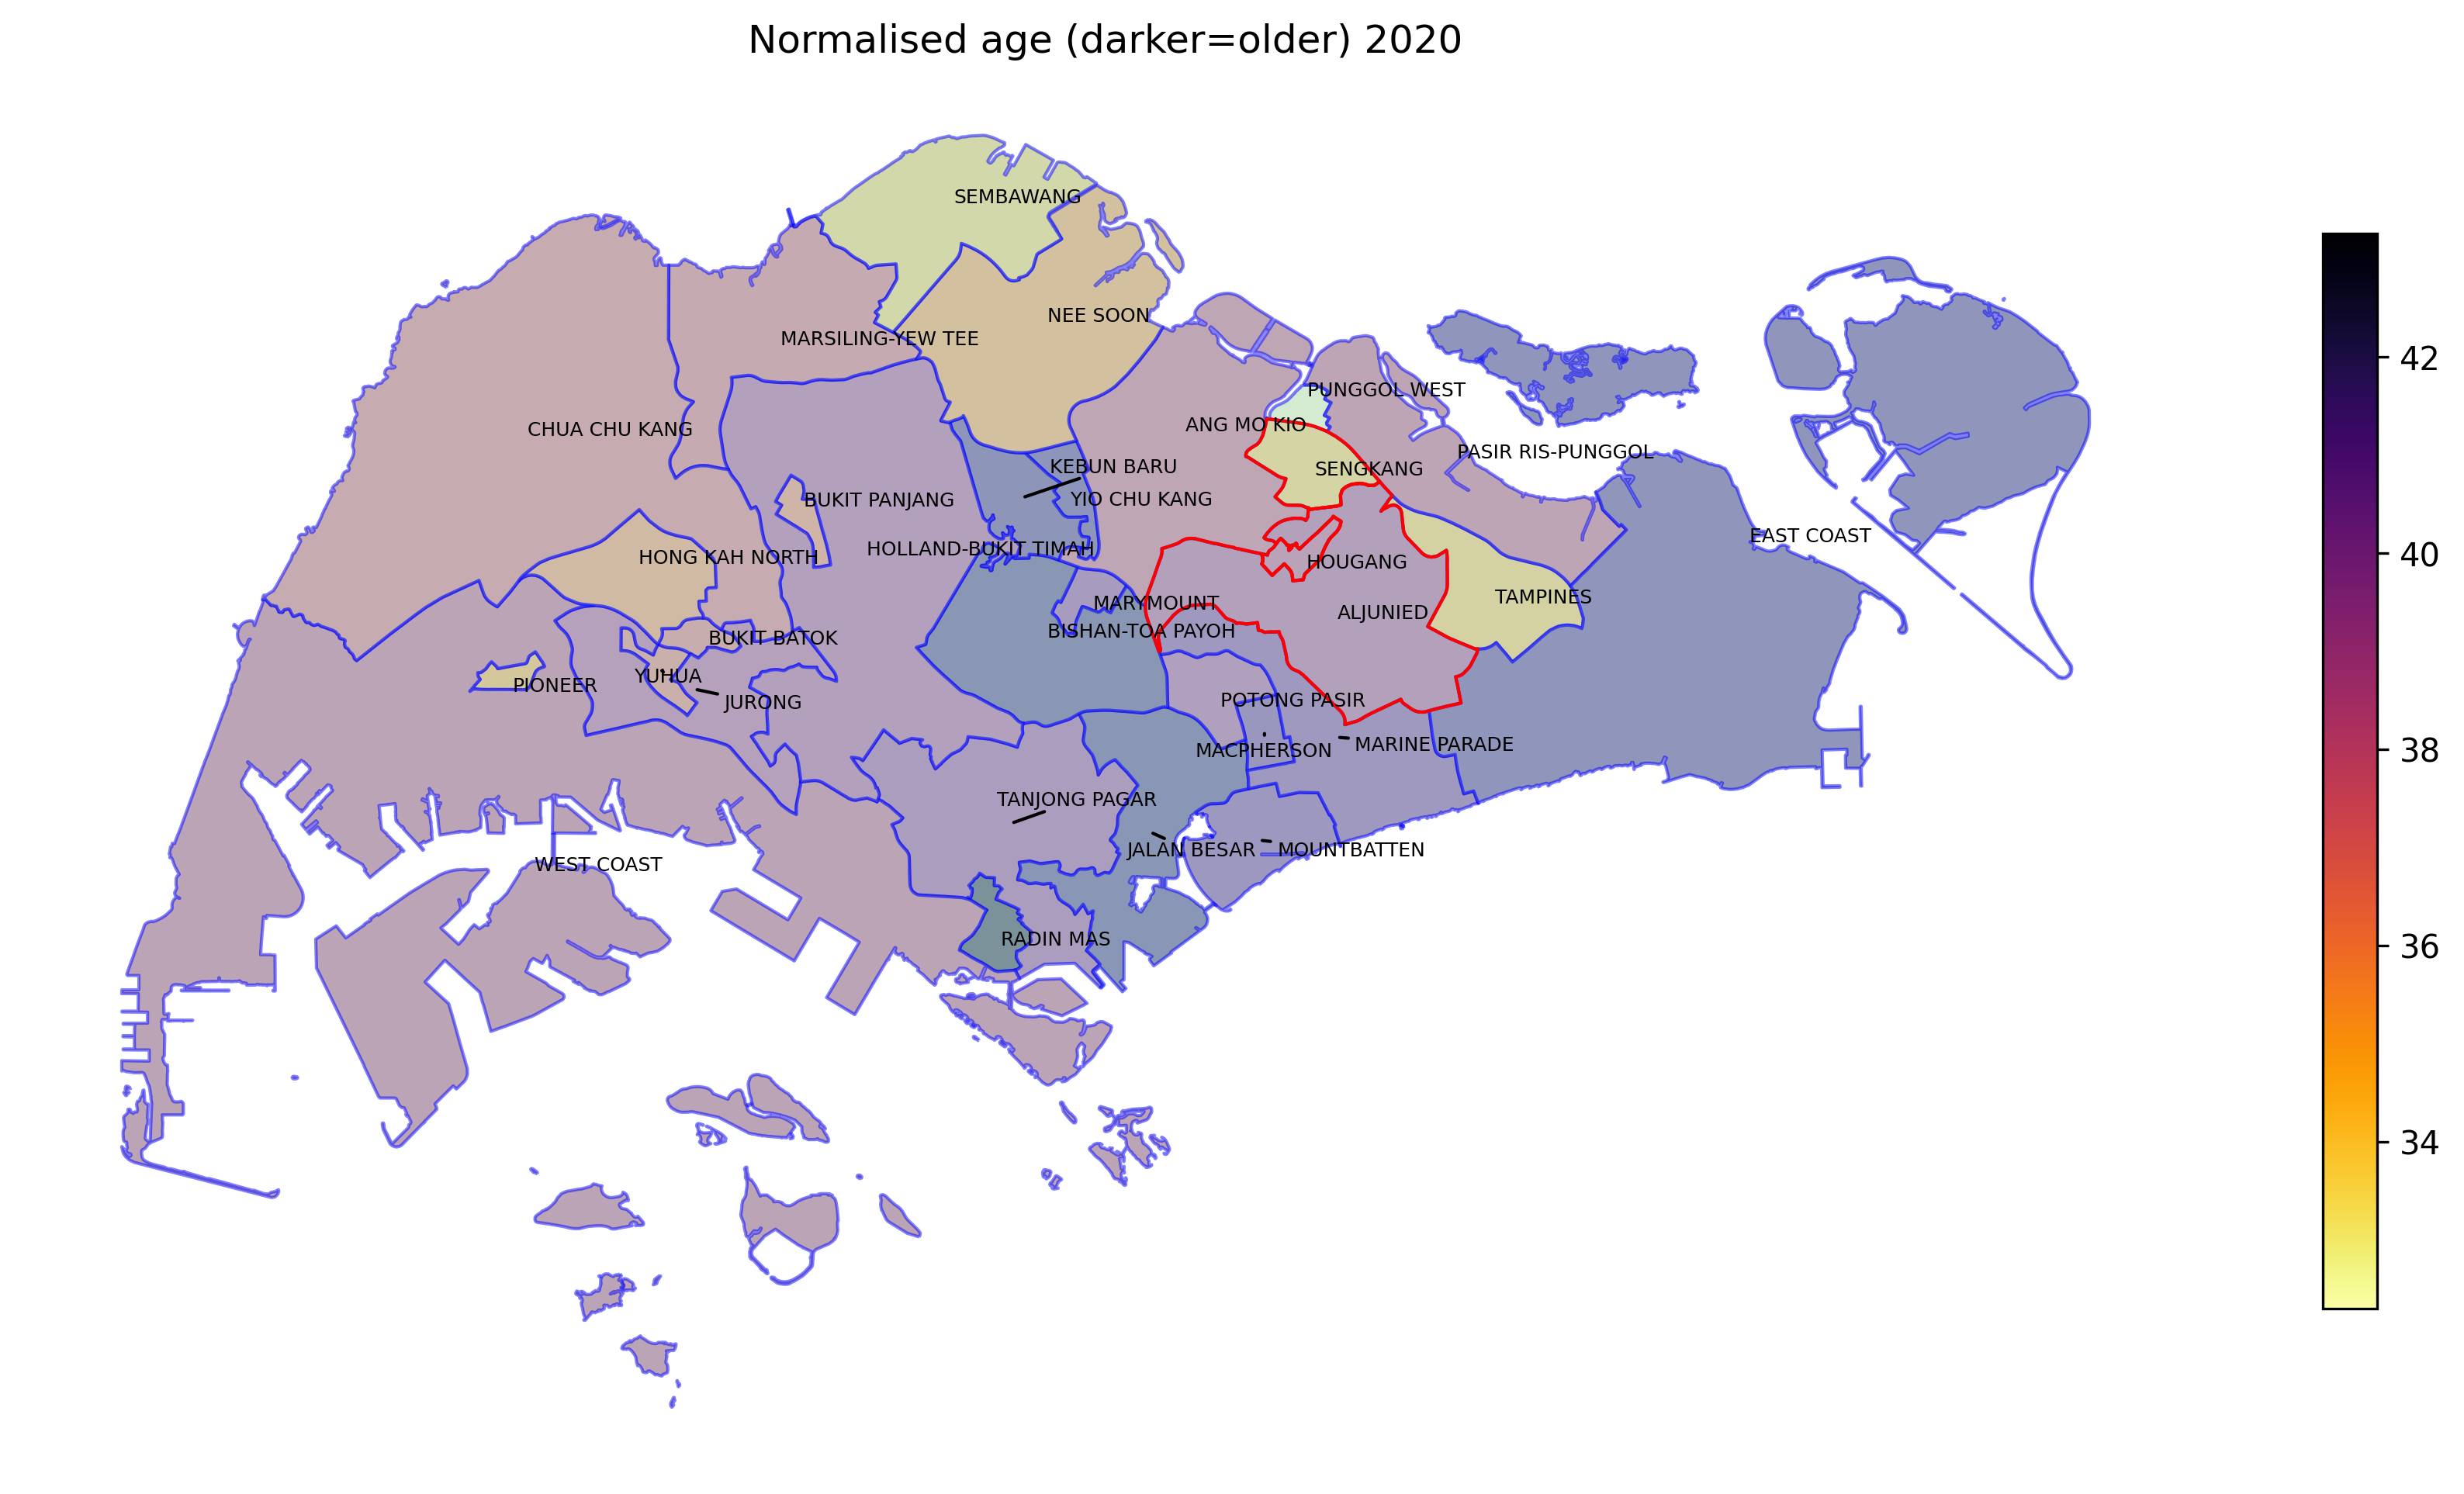 Normalised age (darker=older) 2020
SEMBAWANG
NEE SOON
MARSILING-YEW TEE
PUNGGOL WEST
ANG MO KIO
CHUA CHU KANG
PASIR RIS-PUNGGOL
KEBUN BARU
SENGKANG
BUKIT PANJANG
YIO CHU KANG
EAST COAST
HOLLAND-BUKIT TIMAH
HONG KAH NORTH
HOUGANG
TAMPINES
MARYMOUNT
ALJUNIED
BISHAN-TOA PAYOH
BUKIT BATOK
YUHUA
PIONEER
JURONG
POTONG PASIR
MACPHERSON
MARINE PARADE
TANJONG PAGAR
JALAN BESAR
MOUNTBATTEN
WEST COAST
RADIN MAS
42
40
38
36
34